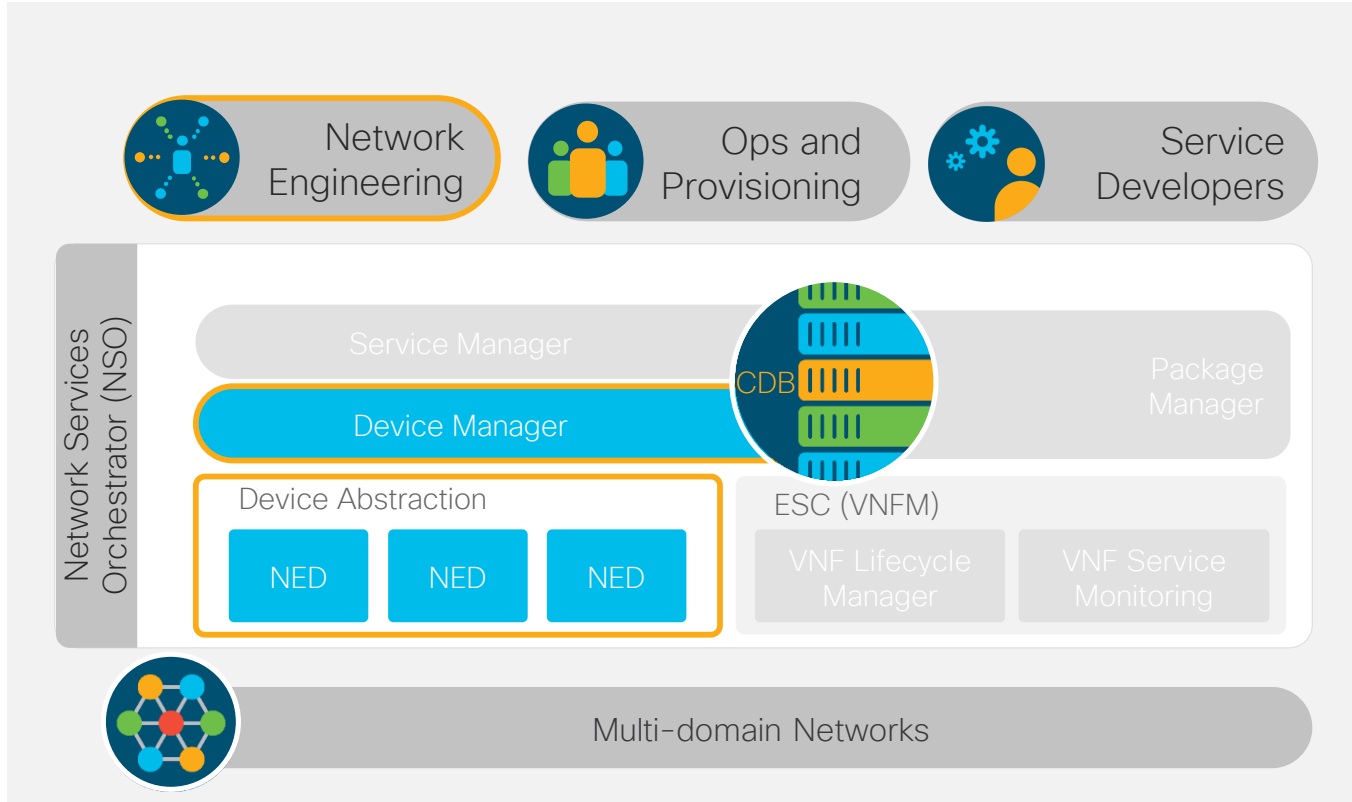 Network
Engineering
Ops and
Provisioning
Service
Developers
Network Services
Orchestrator (NSO)
Service Manager
CDB
Package
Manager
Device Manager
Device Abstraction
NED
NED
NED
ESC (VNFM)
VNF Lifecycle
Manager
VNF Service
Monitoring
Multi-domain Networks